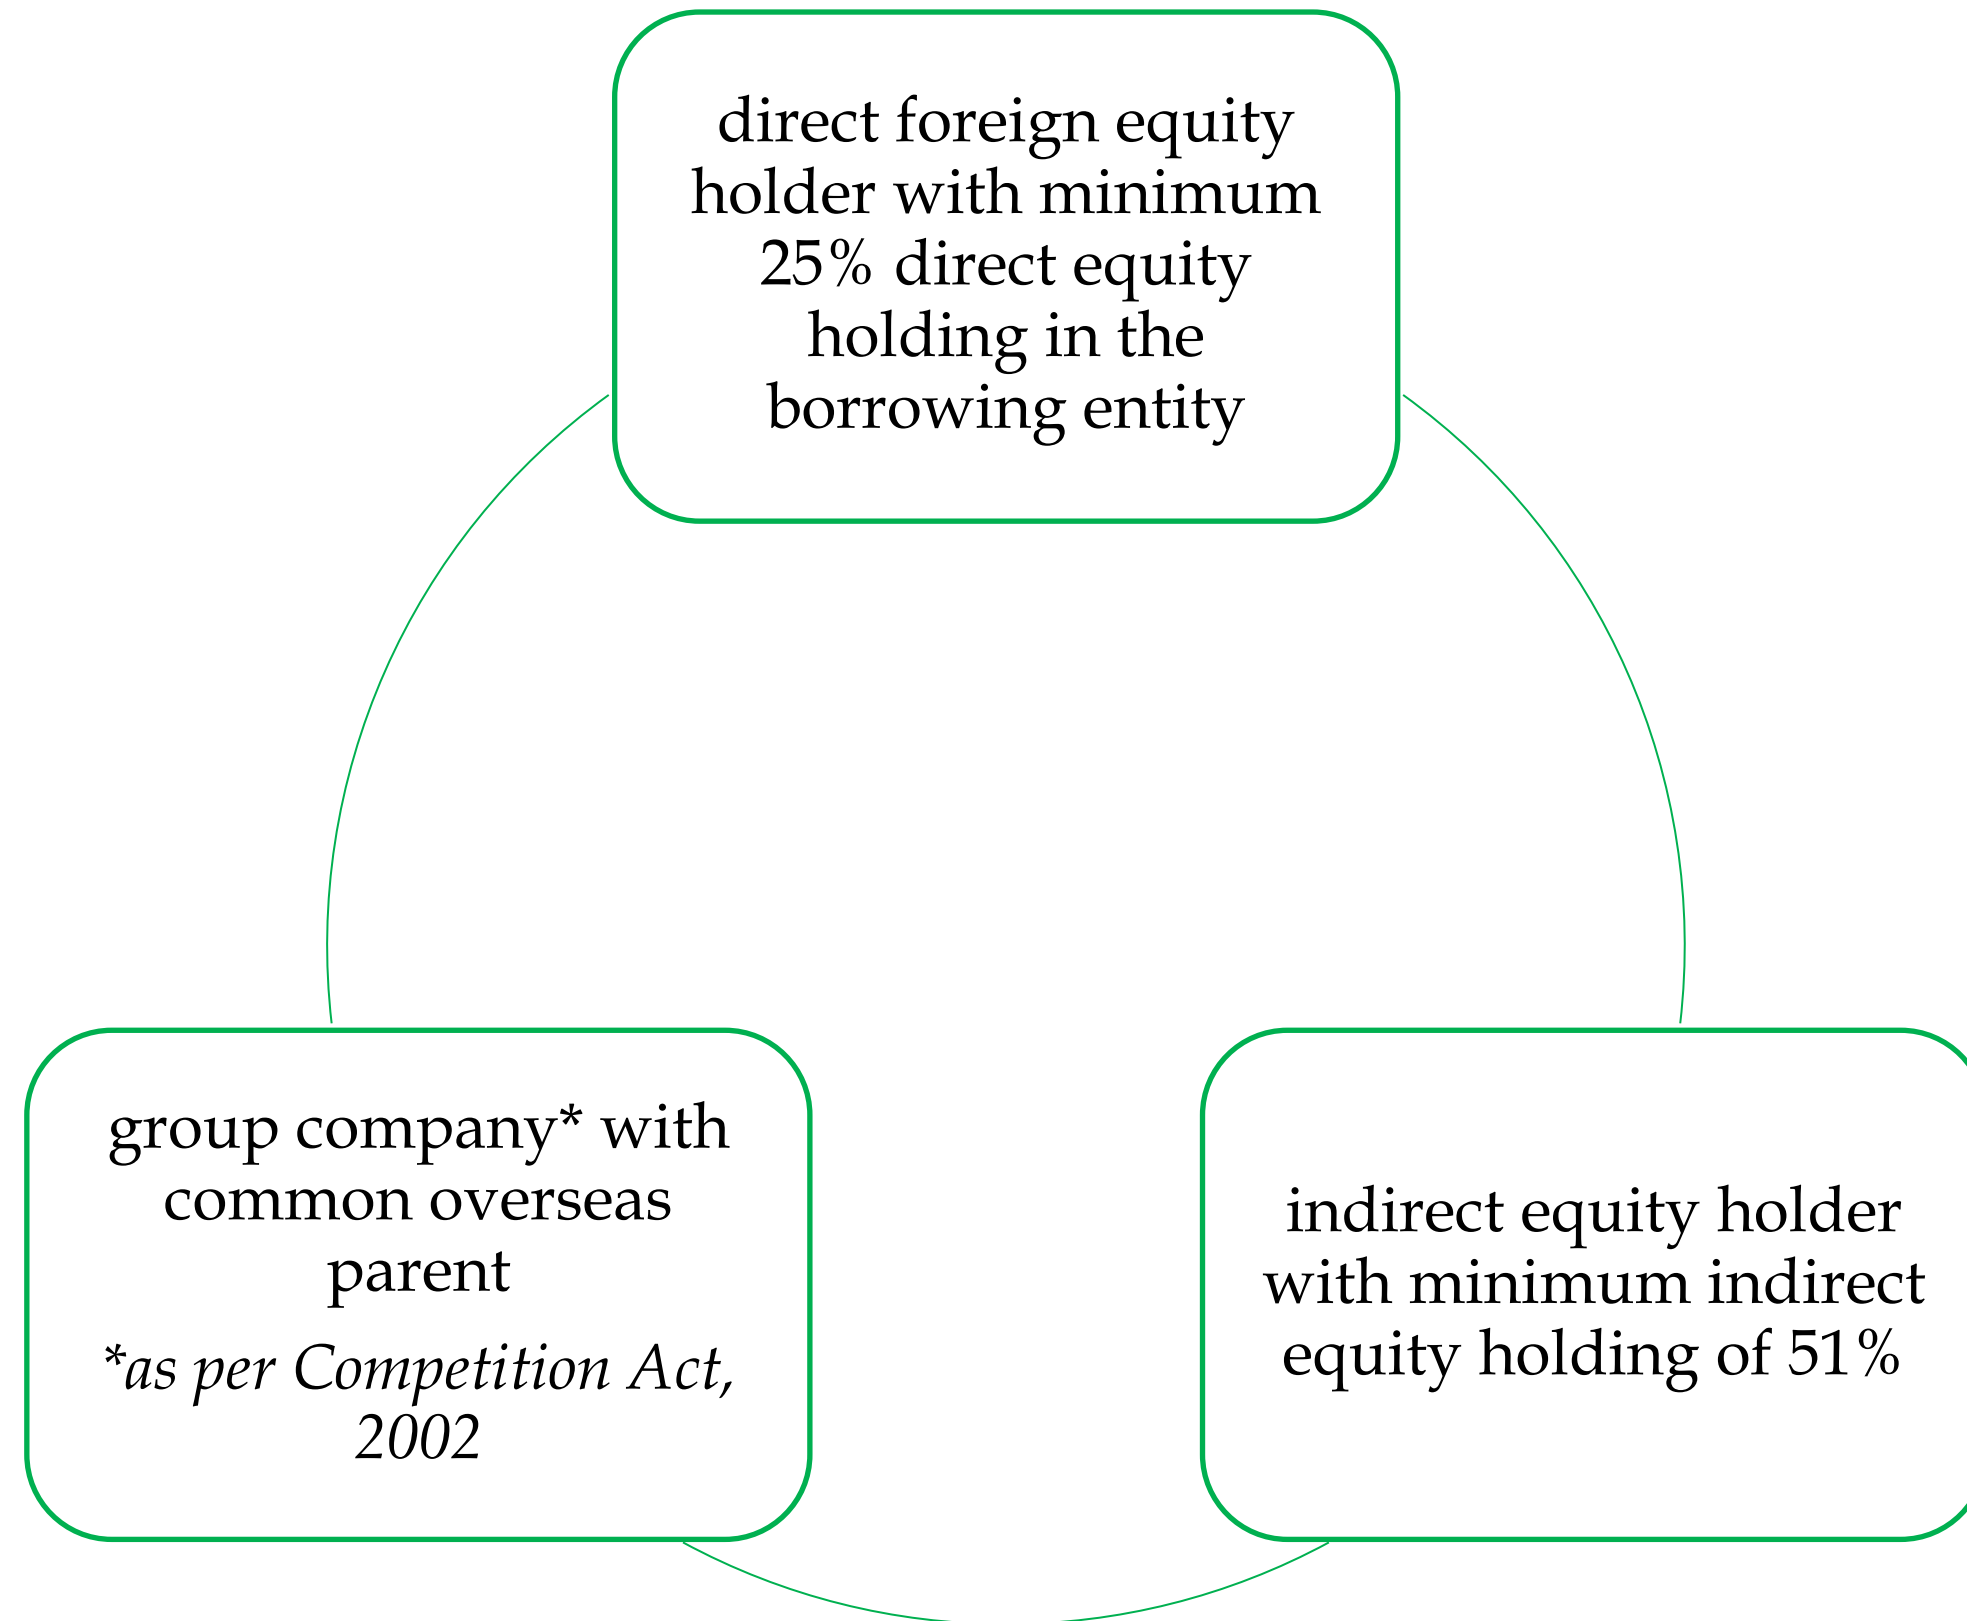 direct foreign equity
holder with minimum
25% direct equity
holding in the
borrowing entity
group company* with
common overseas
parent
*as per Competition Act,
2002
indirect equity holder
with minimum indirect
equity holding of 51%